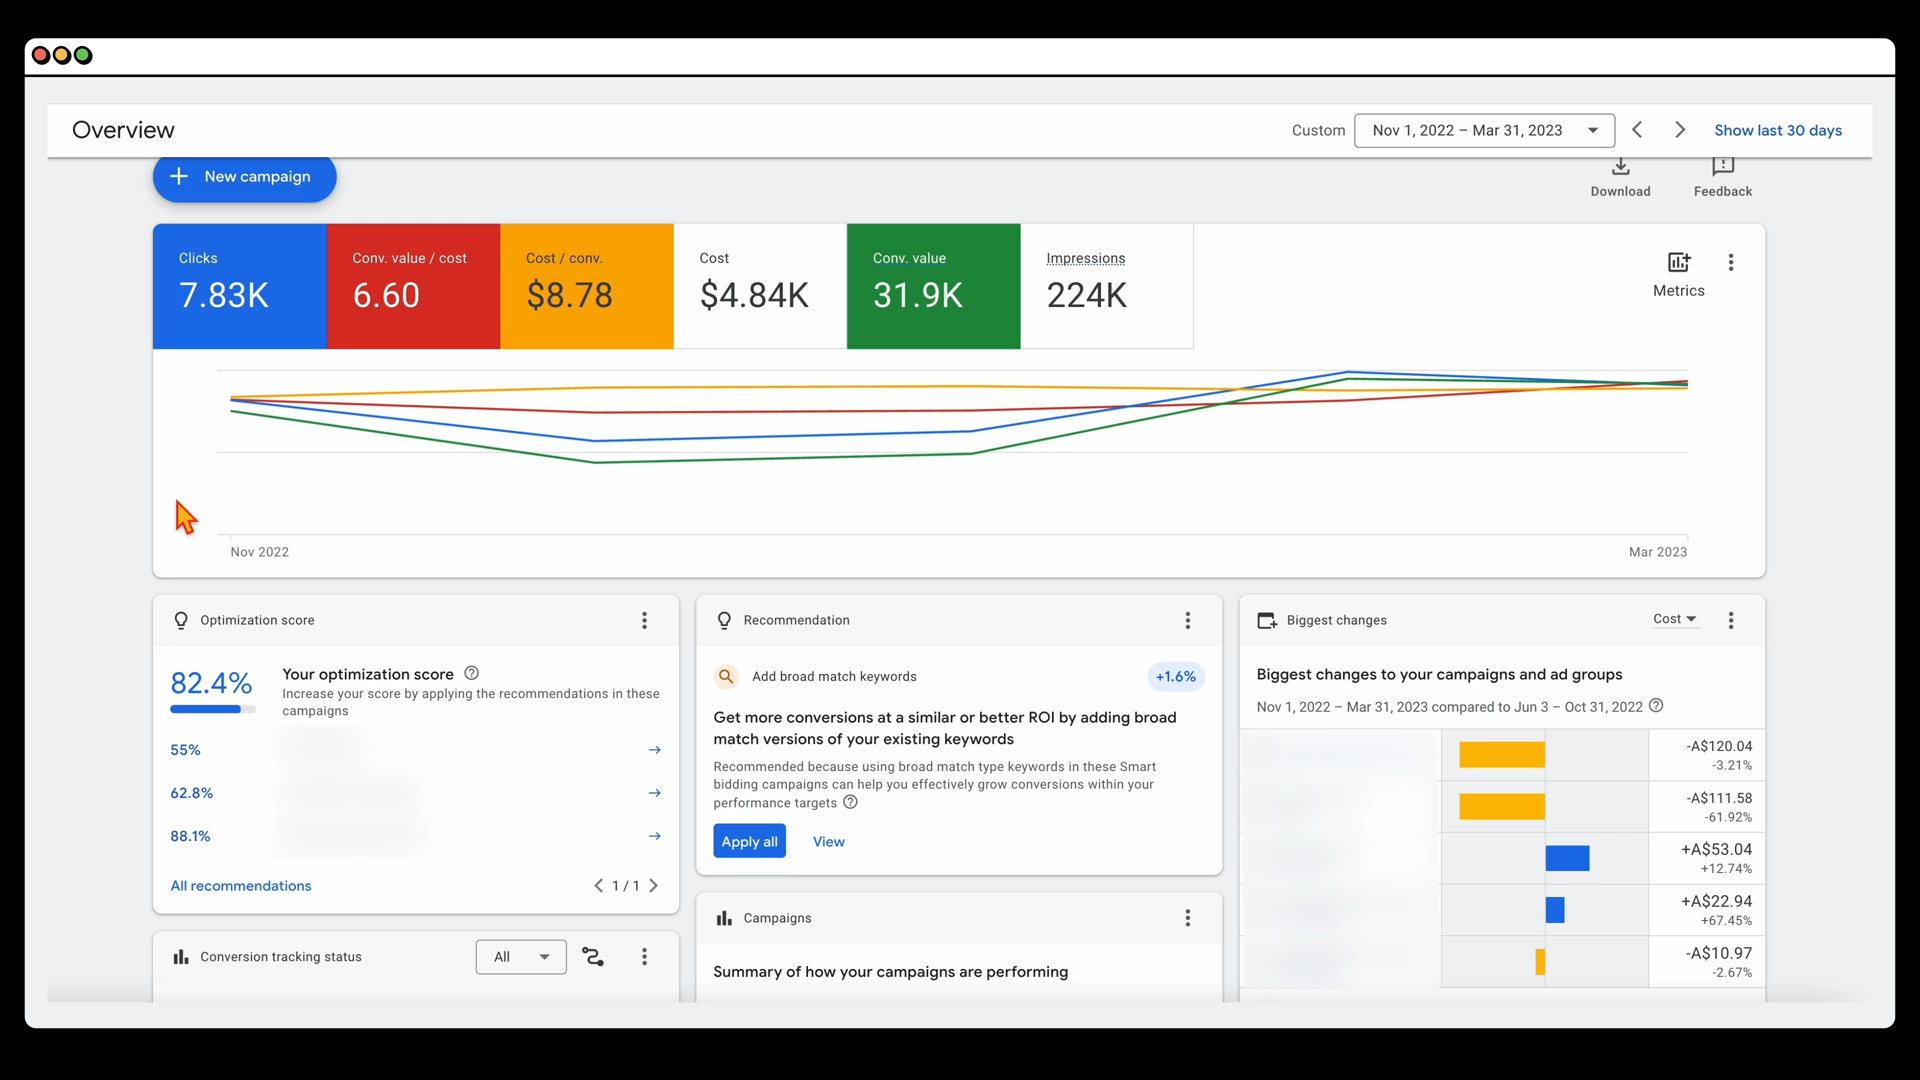 Overview
Custom
Nov 1, 2022 – Mar 31, 2023
Show last 30 days
New campaign
Download
Feedback
Clicks
7.83K
Conv. value / cost
6.60
Cost / conv.
$8.78
Cost
$4.84K
Conv. value
31.9K
Impressions
224K
Metrics
Nov 2022
Mar 2023
Optimization score
82.4%
Your optimization score
Increase your score by applying the recommendations in these
campaigns
55%
62.8%
88.1%
All recommendations
1 / 1
Conversion tracking status
All
Recommendation
Add broad match keywords
+1.6%
Get more conversions at a similar or better ROI by adding broad
match versions of your existing keywords
Recommended because using broad match type keywords in these Smart
bidding campaigns can help you effectively grow conversions within your
performance targets
Apply all
View
Campaigns
Summary of how your campaigns are performing
Biggest changes
Cost
Biggest changes to your campaigns and ad groups
Nov 1, 2022 – Mar 31, 2023 compared to Jun 3 – Oct 31, 2022
-A$120.04
-3.21%
-A$111.58
-61.92%
+A$53.04
+12.74%
+A$22.94
+67.45%
-A$10.97
-2.67%